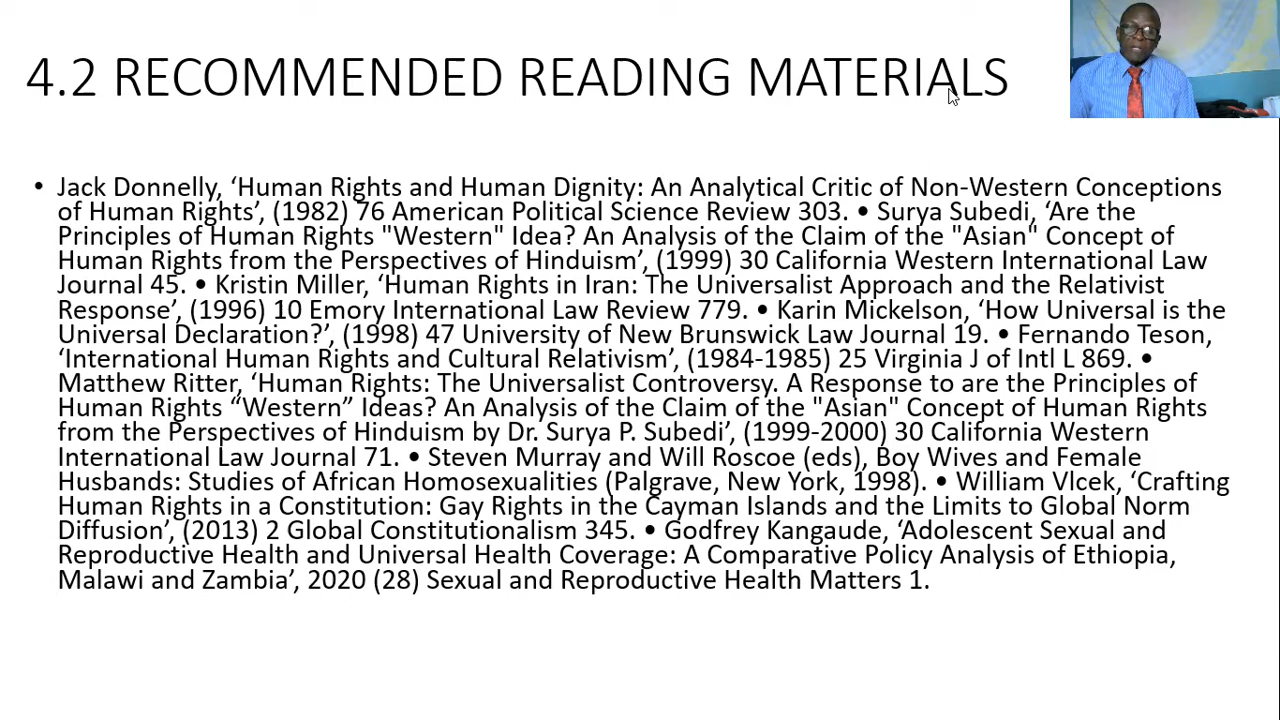 4.2 RECOMMENDED READING MATERIALS
• Jack Donnelly, ‘Human Rights and Human Dignity: An Analytical Critic of Non-Western Conceptions
of Human Rights’, (1982) 76 American Political Science Review 303. • Surya Subedi, ‘Are the
Principles of Human Rights "Western" Idea? An Analysis of the Claim of the "Asian" Concept of
Human Rights from the Perspectives of Hinduism’, (1999) 30 California Western International Law
Journal 45. • Kristin Miller, ‘Human Rights in Iran: The Universalist Approach and the Relativist
Response’, (1996) 10 Emory International Law Review 779. • Karin Mickelson, ‘How Universal is the
Universal Declaration?’, (1998) 47 University of New Brunswick Law Journal 19. • Fernando Teson,
‘International Human Rights and Cultural Relativism’, (1984-1985) 25 Virginia J of Intl L 869. •
Matthew Ritter, ‘Human Rights: The Universalist Controversy. A Response to are the Principles of
Human Rights “Western” Ideas? An Analysis of the Claim of the "Asian" Concept of Human Rights
from the Perspectives of Hinduism by Dr. Surya P. Subedi’, (1999-2000) 30 California Western
International Law Journal 71. • Steven Murray and Will Roscoe (eds), Boy Wives and Female
Husbands: Studies of African Homosexualities (Palgrave, New York, 1998). • William Vlcek, ‘Crafting
Human Rights in a Constitution: Gay Rights in the Cayman Islands and the Limits to Global Norm
Diffusion’, (2013) 2 Global Constitutionalism 345. • Godfrey Kangaude, ‘Adolescent Sexual and
Reproductive Health and Universal Health Coverage: A Comparative Policy Analysis of Ethiopia,
Malawi and Zambia’, 2020 (28) Sexual and Reproductive Health Matters 1.